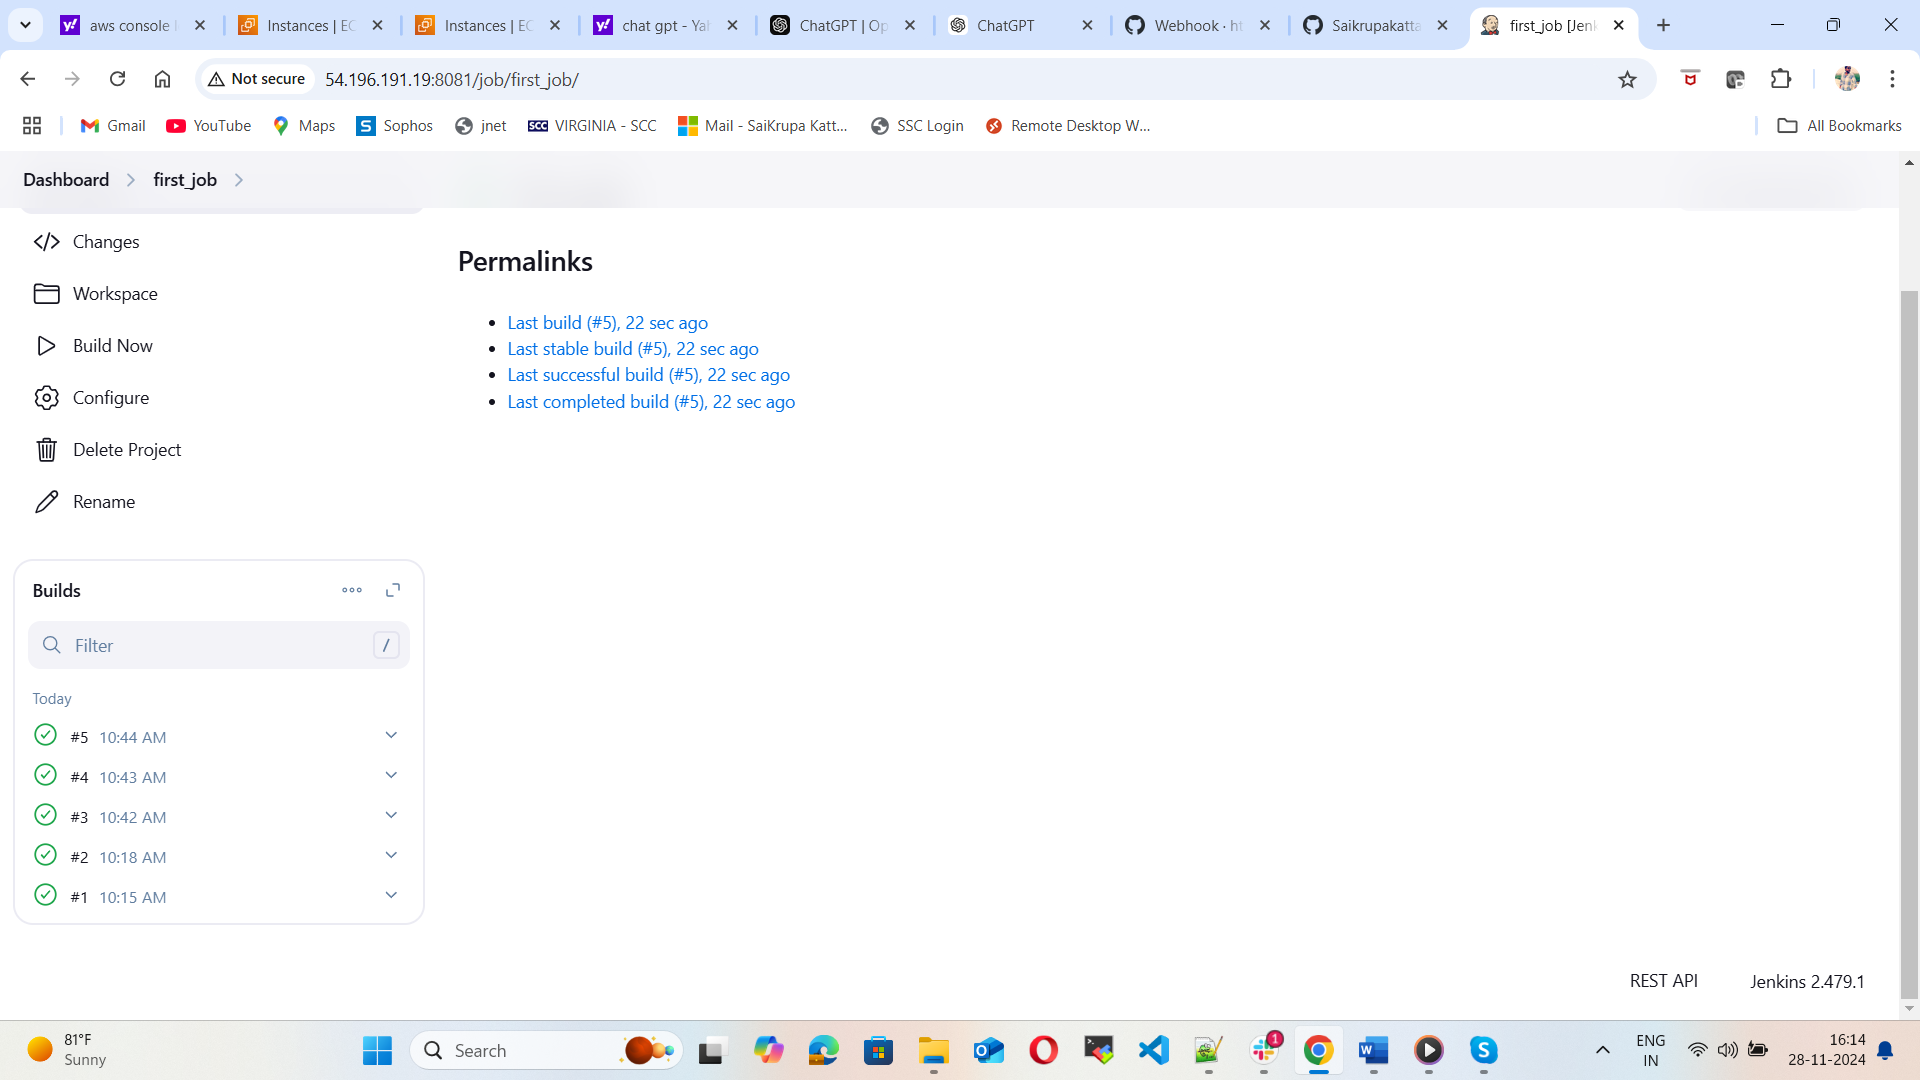 aws console l
Instances | EC
Instances | EC
chat gpt - Yah
ChatGPT | Op
ChatGPT
Webhook · ht
Saikrupakatta
first_job [Jenk
Not secure
54.196.191.19:8081/job/first_job/
Gmail
YouTube
Maps
Sophos
jnet
SCC VIRGINIA - SCC
Mail - SaiKrupa Katt...
SSC Login
Remote Desktop W...
All Bookmarks
Dashboard
first_job
Changes
Workspace
Build Now
Configure
Delete Project
Rename
Permalinks
Last build (#5), 22 sec ago
Last stable build (#5), 22 sec ago
Last successful build (#5), 22 sec ago
Last completed build (#5), 22 sec ago
Builds
Filter
/
Today
#5 10:44 AM
#4 10:43 AM
#3 10:42 AM
#2 10:18 AM
#1 10:15 AM
REST API
Jenkins 2.479.1
81°F
Sunny
Search
1
ENG
IN
16:14
28-11-2024